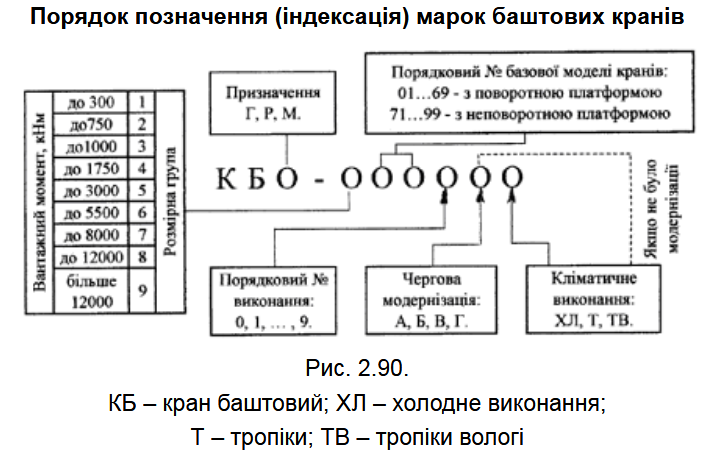 Порядок позначення (індексація) марок баштових кранів
Вантажний момент, кНм
до 300 1
до750 2
до1000 3
до 1750 4
до 3000 5
до 5500 6
до 8000 7
до 12000 8
більше
12000 9
Розмірна група
Призначення
Г, Р, М.
Порядковий № базової моделі кранів:
01...69 - з поворотною платформою
71...99 - з неповоротною платформою
К Б О - О О О О О О
Якщо не було
модернізації
Порядковий №
виконання:
0, 1, ... , 9.
Чергова
модернізація:
А, Б, В, Г.
Кліматичне
виконання:
ХЛ, Т, ТВ.
Рис. 2.90.
КБ – кран баштовий; ХЛ – холодне виконання;
Т – тропіки; ТВ – тропіки вологі